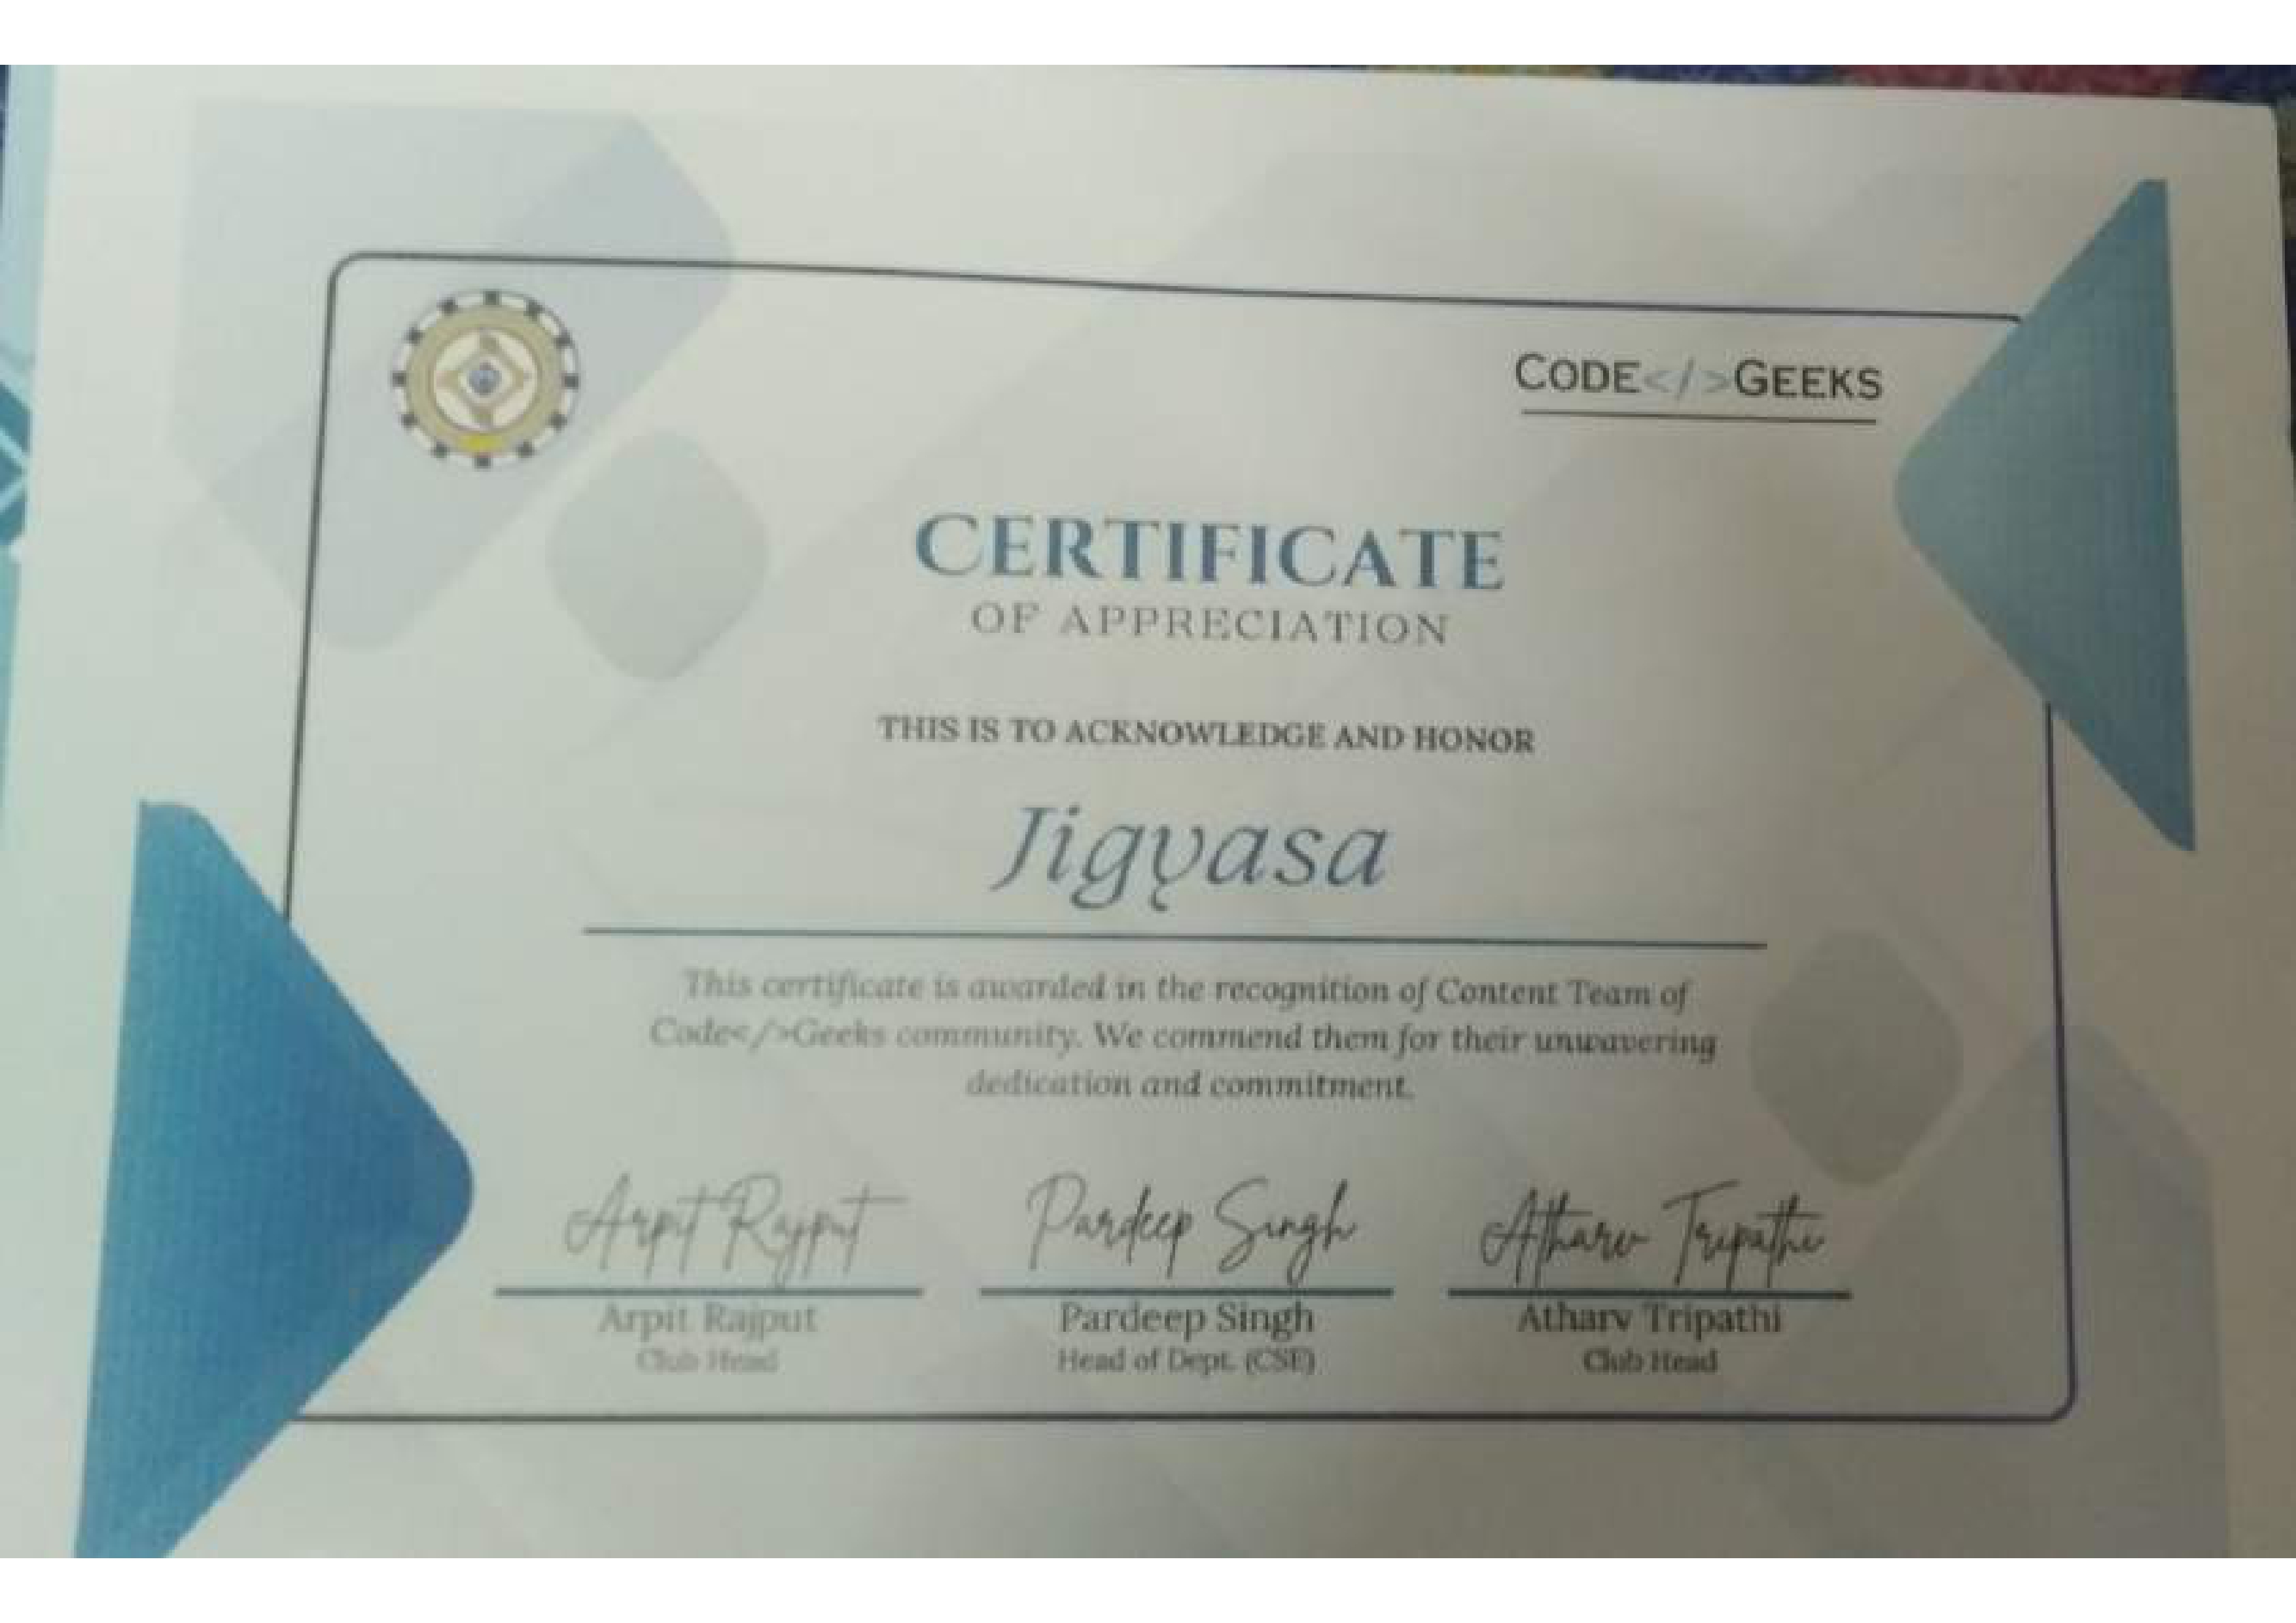 CODE</>GEEKS
CERTIFICATE
OF APPRECIATION
THIS IS TO ACKNOWLEDGE AND HONOR
Jigyasa
This certificate is awarded in the recognition of Content Team of
Code</>Geeks community. We commend them for their unwavering
dedication and commitment.
Arpit Rajput Pardeep Singh Atharv Tripathi
Arpit Rajput Pardeep Singh Atharv Tripathi
Club Head Head of Dept. (CSE) Club Head